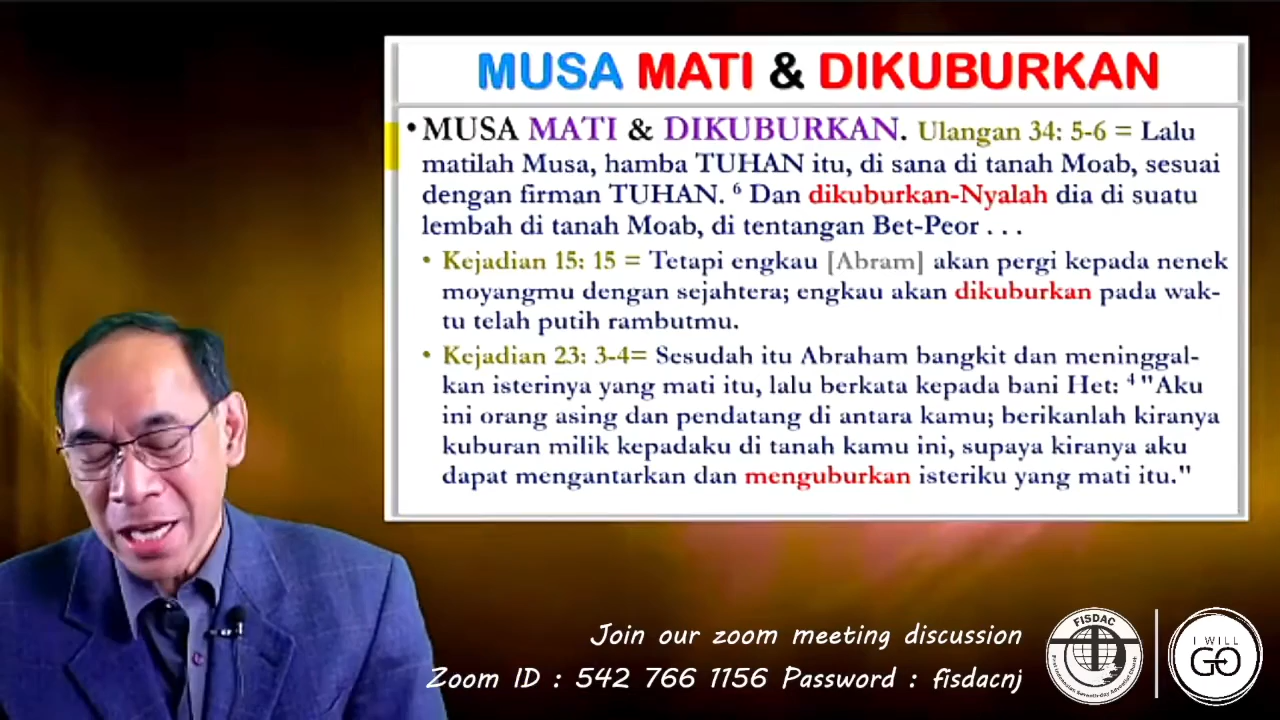 MUSA MATI & DIKUBURKAN
• MUSA MATI & DIKUBURKAN. Ulangan 34: 5-6 = Lalu
matilah Musa, hamba TUHAN itu, di sana di tanah Moab, sesuai
dengan firman TUHAN. ⁶ Dan dikuburkan-Nyalah dia di suatu
lembah di tanah Moab, di tentangan Bet-Peor . . .
• Kejadian 15: 15 = Tetapi engkau [Abram] akan pergi kepada nenek
moyangmu dengan sejahtera; engkau akan dikuburkan pada wak-
tu telah putih rambutmu.
• Kejadian 23: 3-4= Sesudah itu Abraham bangkit dan meninggal-
kan isterinya yang mati itu, lalu berkata kepada bani Het: ⁴ "Aku
ini orang asing dan pendatang di antara kamu; berikanlah kiranya
kuburan milik kepadaku di tanah kamu ini, supaya kiranya aku
dapat mengantarkan dan menguburkan isteriku yang mati itu."
Join our zoom meeting discussion
Zoom ID : 542 766 1156 Password : fisdacnj
FISDAC
First Indonesian Seventh-Day Adventist Church
I WILL
GO